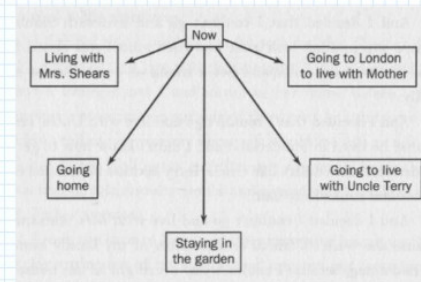 Now
Living with
Mrs. Shears
Going to London
to live with Mother
Going
home
Going to live
with Uncle Terry
Staying in
the garden